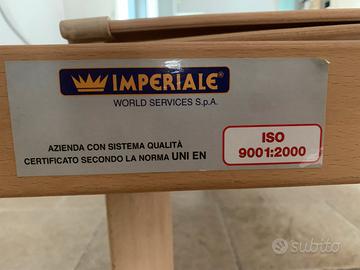 IMPERIALE®
WORLD SERVICES S.p.A.
AZIENDA CON SISTEMA QUALITÀ
CERTIFICATO SECONDO LA NORMA UNI EN
ISO
9001:2000
subito